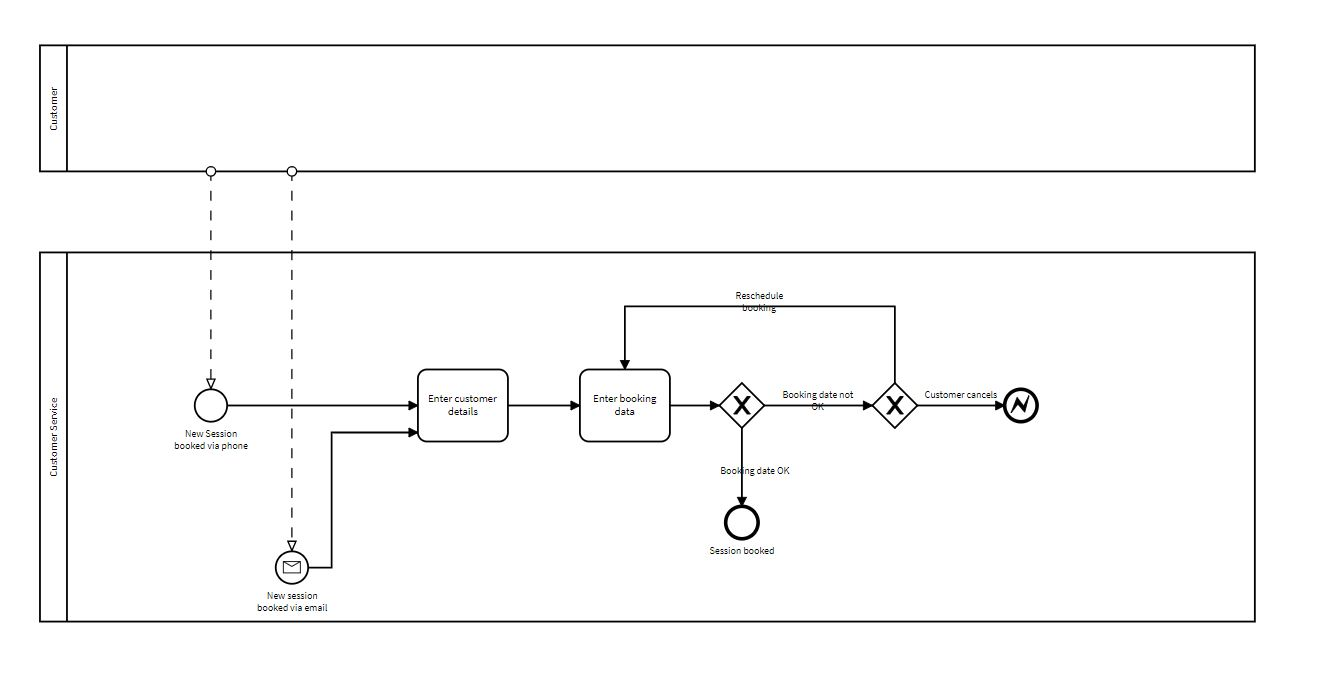 Customer
Customer Service
Reschedule
booking
Enter customer
details
Enter booking
data
Booking date not
OK
Customer cancels
New Session
booked via phone
Booking date OK
Session booked
New session
booked via email